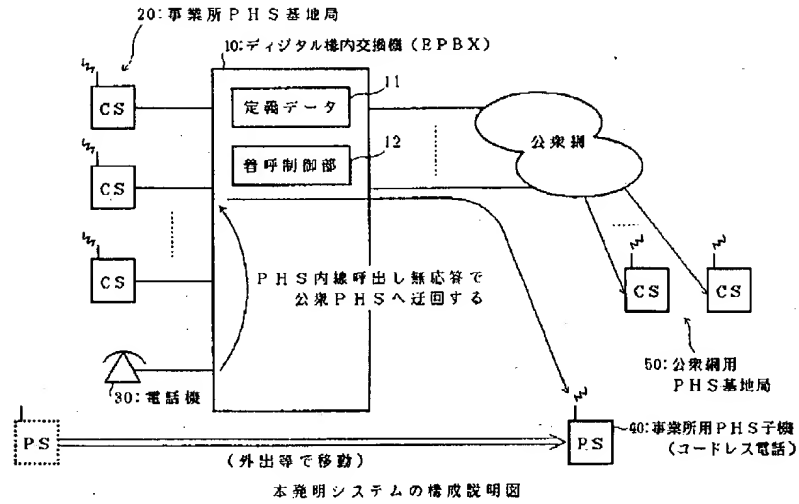 20:事業所PHS基地局
10:ディジタル構内交換機(EPBX)
CS
11
定義データ
12
着呼制御部
公衆網
CS
CS
PHS内線呼出し無応答で
公衆PHSへ迂回する
CS
CS
50:公衆網用
PHS基地局
30:電話機
PS
(外出等で移動)
PS
40:事業所用PHS子機
(コードレス電話)
本発明システムの構成説明図